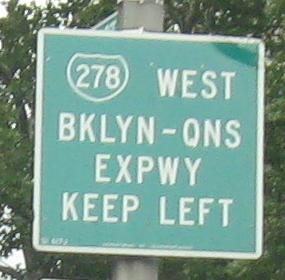 278 WEST
BKLYN-QNS
EXPWY
KEEP LEFT